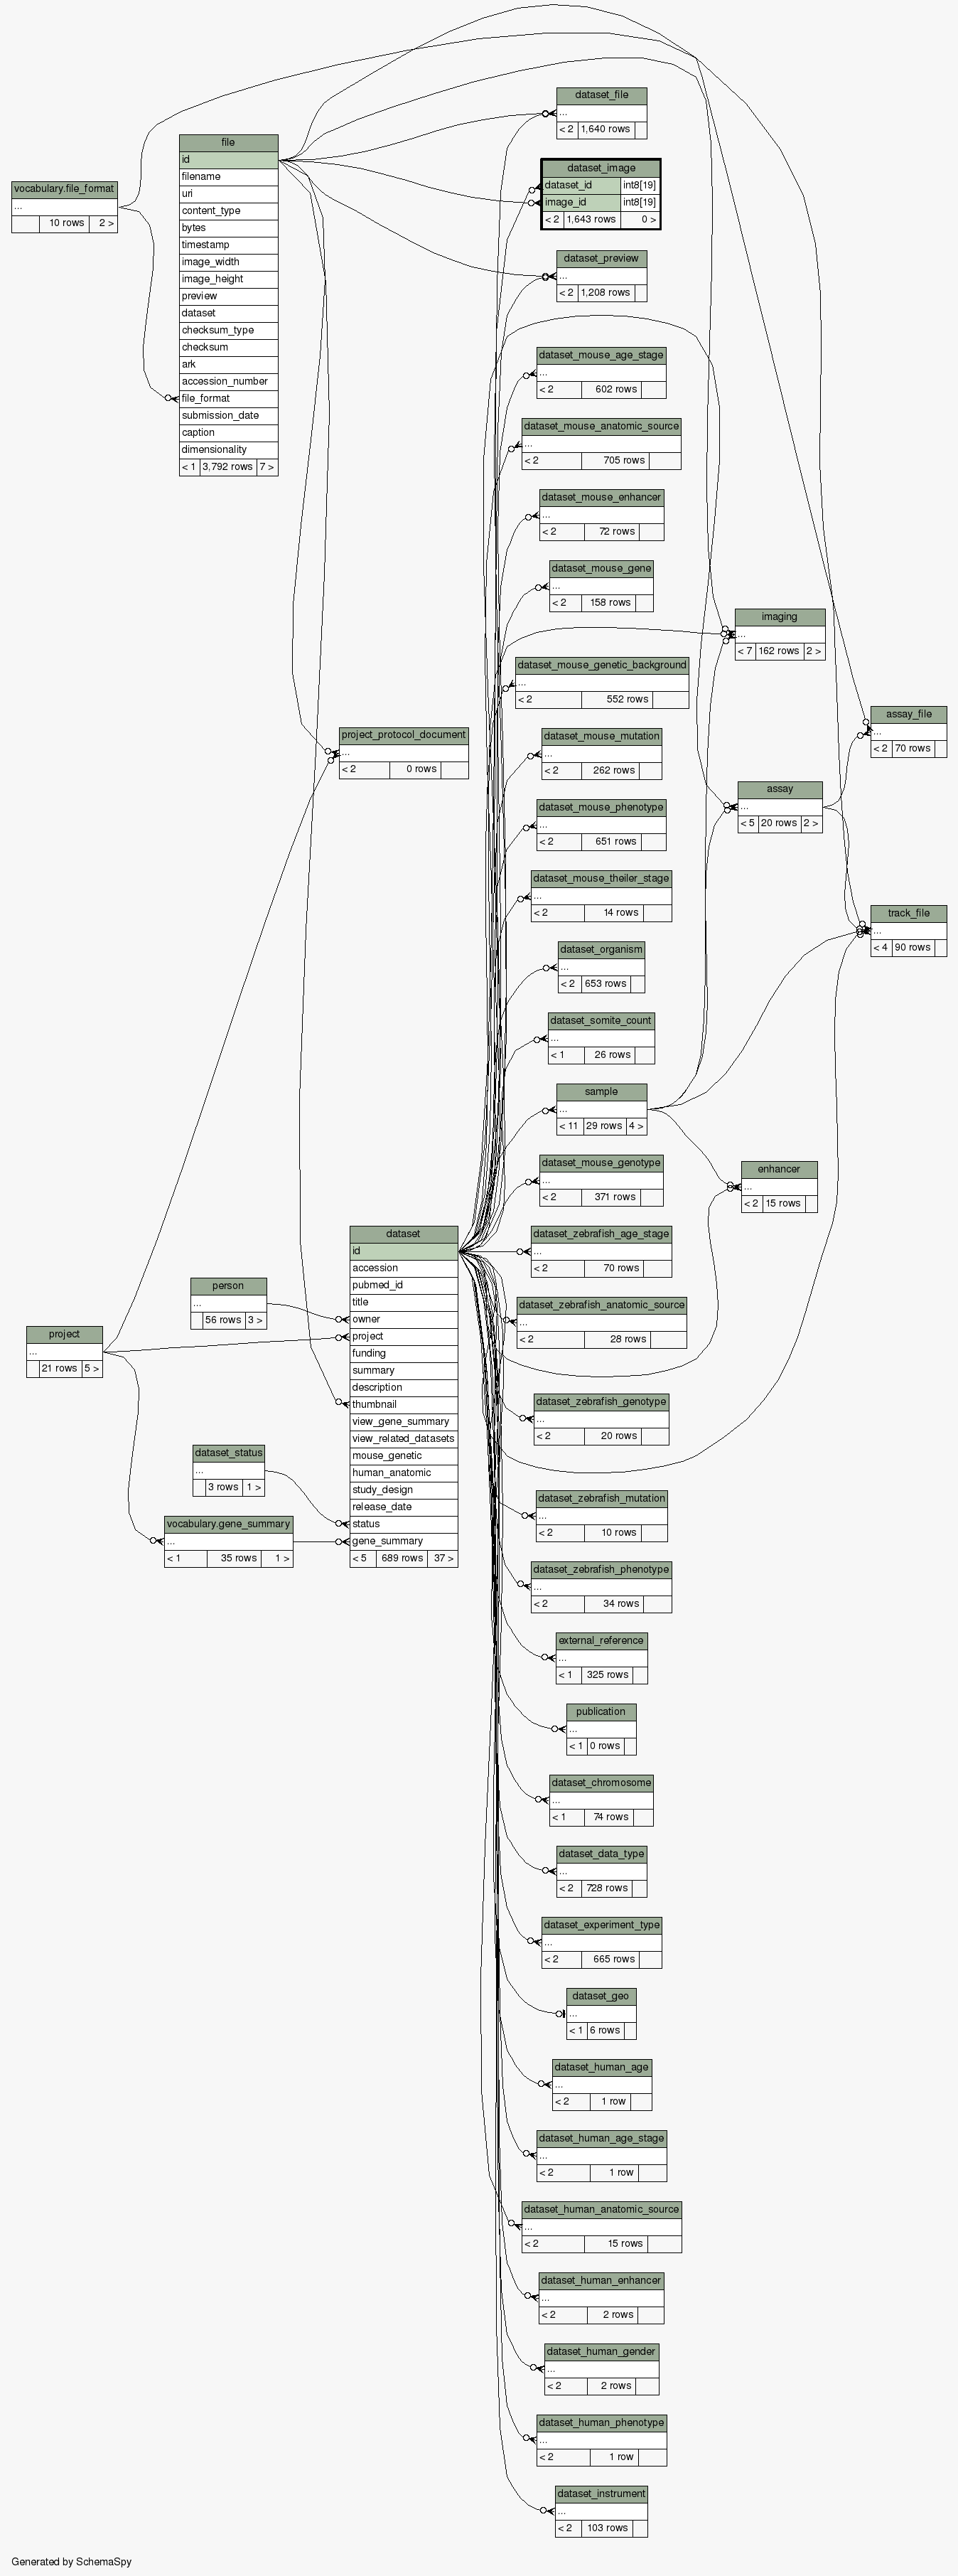 dataset_file
...
< 2 1,640 rows
file
id
filename
uri
content_type
bytes
timestamp
image_width
image_height
preview
dataset
checksum_type
checksum
ark
accession_number
file_format
submission_date
caption
dimensionality
< 1 3,792 rows 7 >
dataset_image
dataset_id int8[19]
image_id int8[19]
< 2 1,643 rows 0 >
vocabulary.file_format
...
10 rows 2 >
dataset_preview
...
< 2 1,208 rows
dataset_mouse_age_stage
...
< 2 602 rows
dataset_mouse_anatomic_source
...
< 2 705 rows
dataset_mouse_enhancer
...
< 2 72 rows
dataset_mouse_gene
...
< 2 158 rows
imaging
...
< 7 162 rows 2 >
dataset_mouse_genetic_background
...
< 2 552 rows
assay_file
...
< 2 70 rows
project_protocol_document
...
< 2 0 rows
dataset_mouse_mutation
...
< 2 262 rows
assay
...
< 5 20 rows 2 >
dataset_mouse_phenotype
...
< 2 651 rows
dataset_mouse_theiler_stage
...
< 2 14 rows
track_file
...
< 4 90 rows
dataset_organism
...
< 2 653 rows
dataset_somite_count
...
< 1 26 rows
sample
...
< 11 29 rows 4 >
dataset_mouse_genotype
...
< 2 371 rows
enhancer
...
< 2 15 rows
dataset
id
accession
pubmed_id
title
owner
project
funding
summary
description
thumbnail
view_gene_summary
view_related_datasets
mouse_genetic
human_anatomic
study_design
release_date
status
gene_summary
< 5 689 rows 37 >
dataset_zebrafish_age_stage
...
< 2 70 rows
person
...
56 rows 3 >
dataset_zebrafish_anatomic_source
...
< 2 28 rows
project
...
21 rows 5 >
dataset_zebrafish_genotype
...
< 2 20 rows
dataset_status
...
3 rows 1 >
dataset_zebrafish_mutation
...
< 2 10 rows
vocabulary.gene_summary
...
< 1 35 rows 1 >
dataset_zebrafish_phenotype
...
< 2 34 rows
external_reference
...
< 1 325 rows
publication
...
< 1 0 rows
dataset_chromosome
...
< 1 74 rows
dataset_data_type
...
< 2 728 rows
dataset_experiment_type
...
< 2 665 rows
dataset_geo
...
< 1 6 rows
dataset_human_age
...
< 2 1 row
dataset_human_age_stage
...
< 2 1 row
dataset_human_anatomic_source
...
< 2 15 rows
dataset_human_enhancer
...
< 2 2 rows
dataset_human_gender
...
< 2 2 rows
dataset_human_phenotype
...
< 2 1 row
dataset_instrument
...
< 2 103 rows
Generated by SchemaSpy